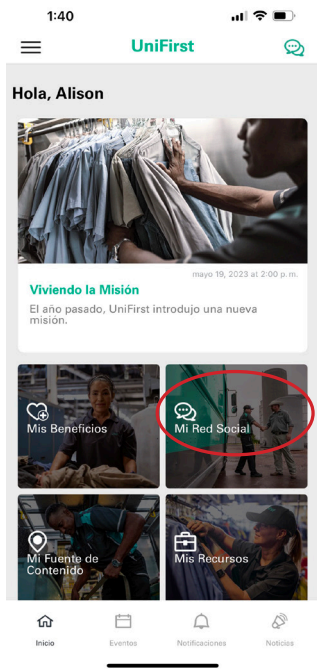 1:40
UniFirst
Hola, Alison
mayo 19, 2023 at 2:00 p. m.
Viviendo la Misión
El año pasado, UniFirst introdujo una nueva
misión.
Mis Beneficios
Mi Red Social
Mi Fuente de
Contenido
Mis Recursos
Inicio
Eventos
Notificaciones
Noticias